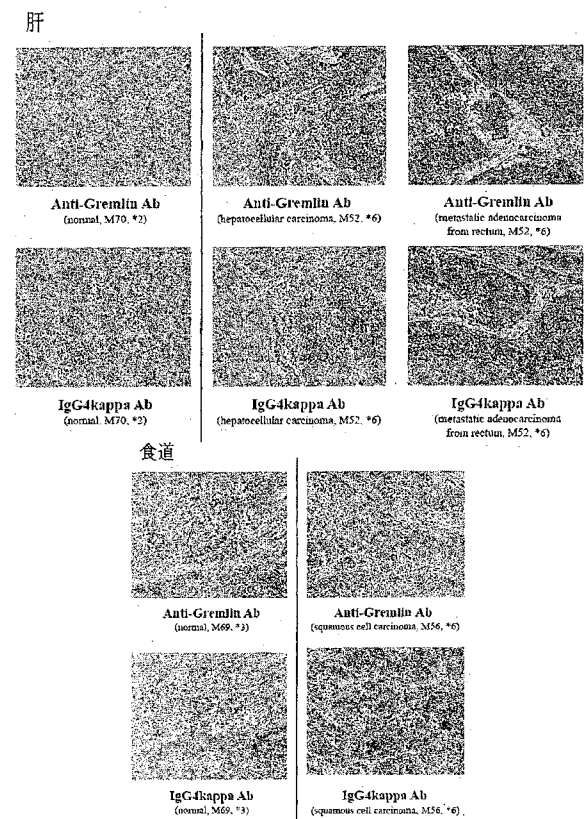 肝
Anti-Gremlin Ab
(normal, M70, *2)
Anti-Gremlin Ab
(hepatocellular carcinoma, M52, *6)
Anti-Gremlin Ab
(metastatic adenocarcinoma
from rectum, M52, *6)
IgG4kappa Ab
(normal, M70, *2)
IgG4kappa Ab
(hepatocellular carcinoma, M52, *6)
IgG4kappa Ab
(metastatic adenocarcinoma
from rectum, M52, *6)
食道
Anti-Gremlin Ab
(normal, M69, *3)
Anti-Gremlin Ab
(squamous cell carcinoma, M56, *6)
IgG4kappa Ab
(normal, M69, *3)
IgG4kappa Ab
(squamous cell carcinoma, M56, *6)